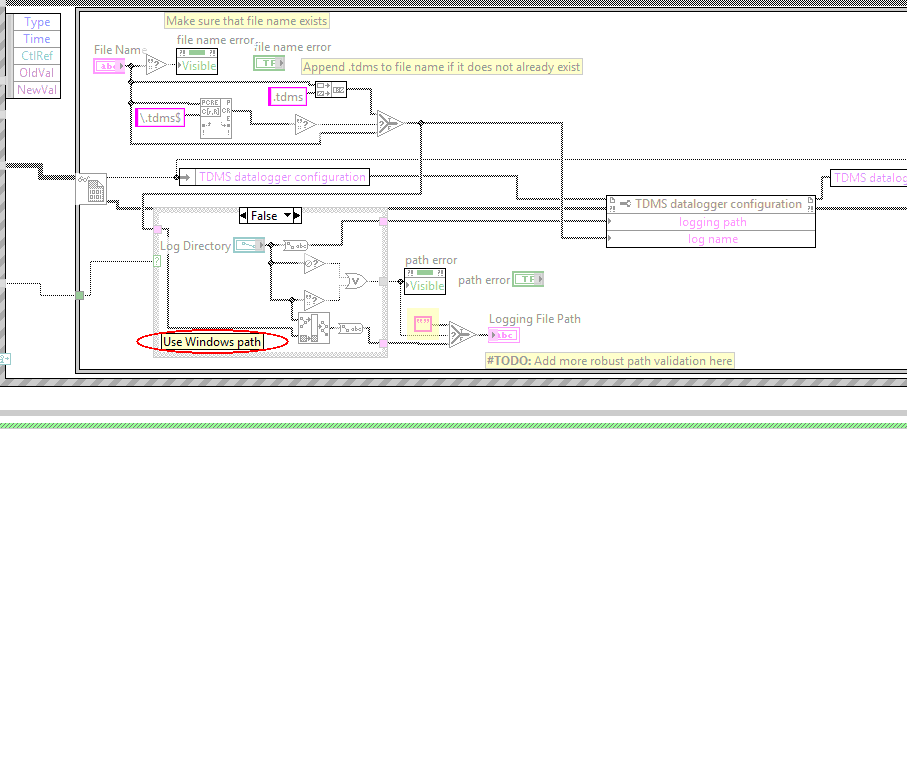 Type
Time
CtlRef
OldVal
NewVal
Make sure that file name exists
File Name
file name error
Visible
file name error
TF
Append .tdms to file name if it does not already exist
abc
.tdms
\.tdms$
PCRE
TDMS datalogger configuration
TDMS datalogger configuration
logging path
log name
TDMS datalog
False
Log Directory
abc
path error
Visible
path error
TF
abc
Use Windows path
Logging File Path
abc
#TODO: Add more robust path validation here